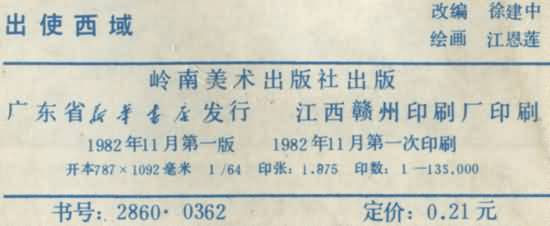 出使西域
改编 徐建中
绘画 江恩莲
岭南美术出版社出版
广东省新华书店发行 江西赣州印刷厂印刷
1982年11月第一版 1982年11月第一次印刷
开本787×1092毫米 1/64 印张：1.875 印数：1—135.000
书号：2860·0362 定价：0.21元